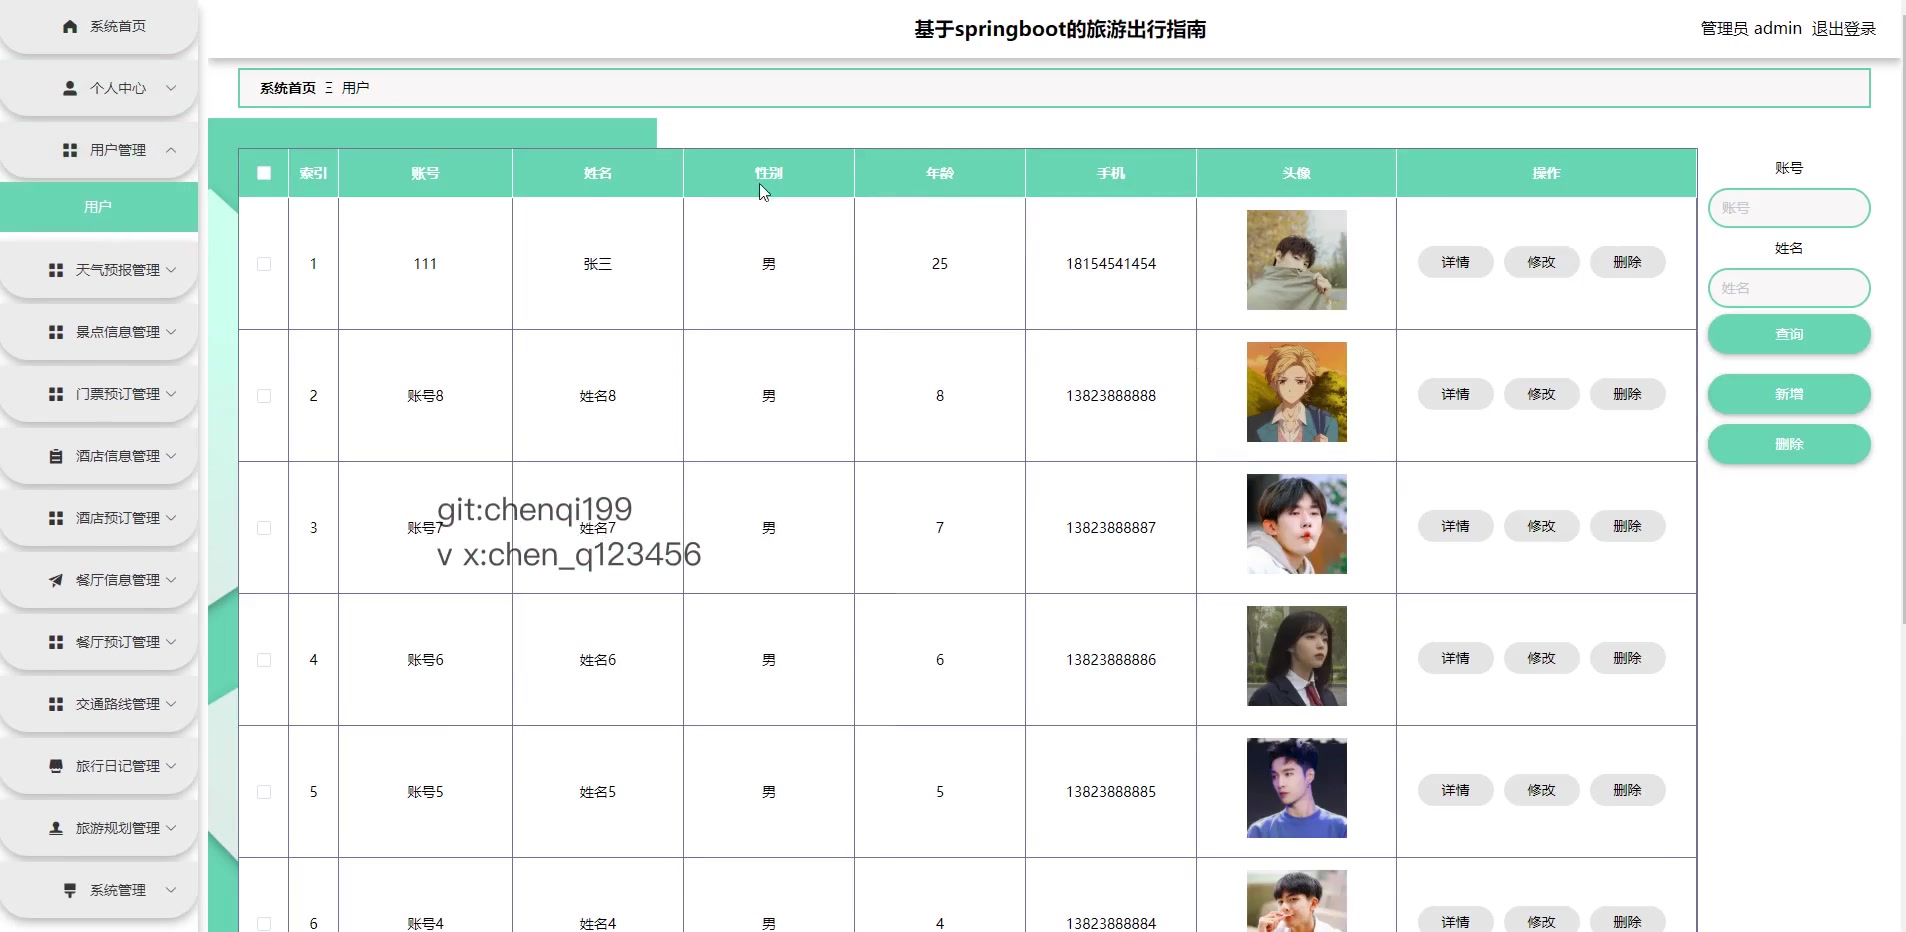 系统首页
个人中心
用户管理
用户
天气预报管理
景点信息管理
门票预订管理
酒店信息管理
酒店预订管理
餐厅信息管理
餐厅预订管理
交通路线管理
旅行日记管理
旅游规划管理
系统管理
基于springboot的旅游出行指南
管理员 admin 退出登录
系统首页 Ξ 用户
索引 账号 姓名 性别 年龄 手机 头像 操作
1 111 张三 男 25 18154541454 详情 修改 删除
2 账号8 姓名8 男 8 13823888888 详情 修改 删除
3 账号7 姓名7 男 7 13823888887 详情 修改 删除
4 账号6 姓名6 男 6 13823888886 详情 修改 删除
5 账号5 姓名5 男 5 13823888885 详情 修改 删除
6 账号4 姓名4 男 4 13823888884 详情 修改 删除
git:chenqi199
v x:chen_q123456
账号
账号
姓名
姓名
查询
新增
删除